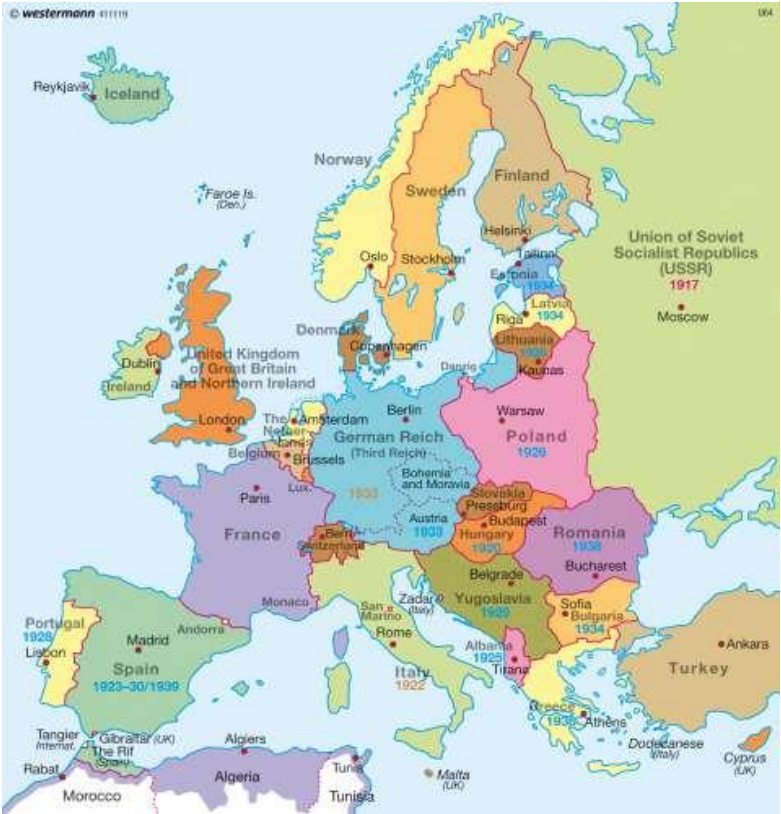 © westermann 411119
U64
Reykjavik
Iceland
Norway
Faroe Is.
(Den.)
Sweden
Finland
Helsinki
Oslo
Stockholm
Tallinn
Estonia
1934
Union of Soviet
Socialist Republics
(USSR)
1917
Moscow
Latvia
1934
Riga
Denmark
Copenhagen
Lithuania
Kaunas
Danzig
Dublin
Ireland
United Kingdom
of Great Britain
and Northern Ireland
London
The
Nether-
lands
Amsterdam
Belgium
Brussels
Lux.
Berlin
German Reich
(Third Reich)
1933
Warsaw
Poland
1926
Bohemia
and Moravia
Slovakia
Pressburg
Austria
1933
Budapest
Hungary
1920
Paris
France
Bern
Switzerland
Romania
1938
Bucharest
Belgrade
Yugoslavia
1929
Zadar
(Italy)
San
Marino
Monaco
Andorra
Portugal
1926
Lisbon
Madrid
Spain
1923–30/1939
Rome
Italy
1922
Sofia
Bulgaria
1934
Albania
1925
Tirana
Greece
Athens
Ankara
Turkey
Dodecanese
(Italy)
Cyprus
(UK)
Tangier
Internat.
Gibraltar (UK)
The Rif
(Spain)
Rabat
Morocco
Algiers
Algeria
Tunis
Tunisia
Malta
(UK)